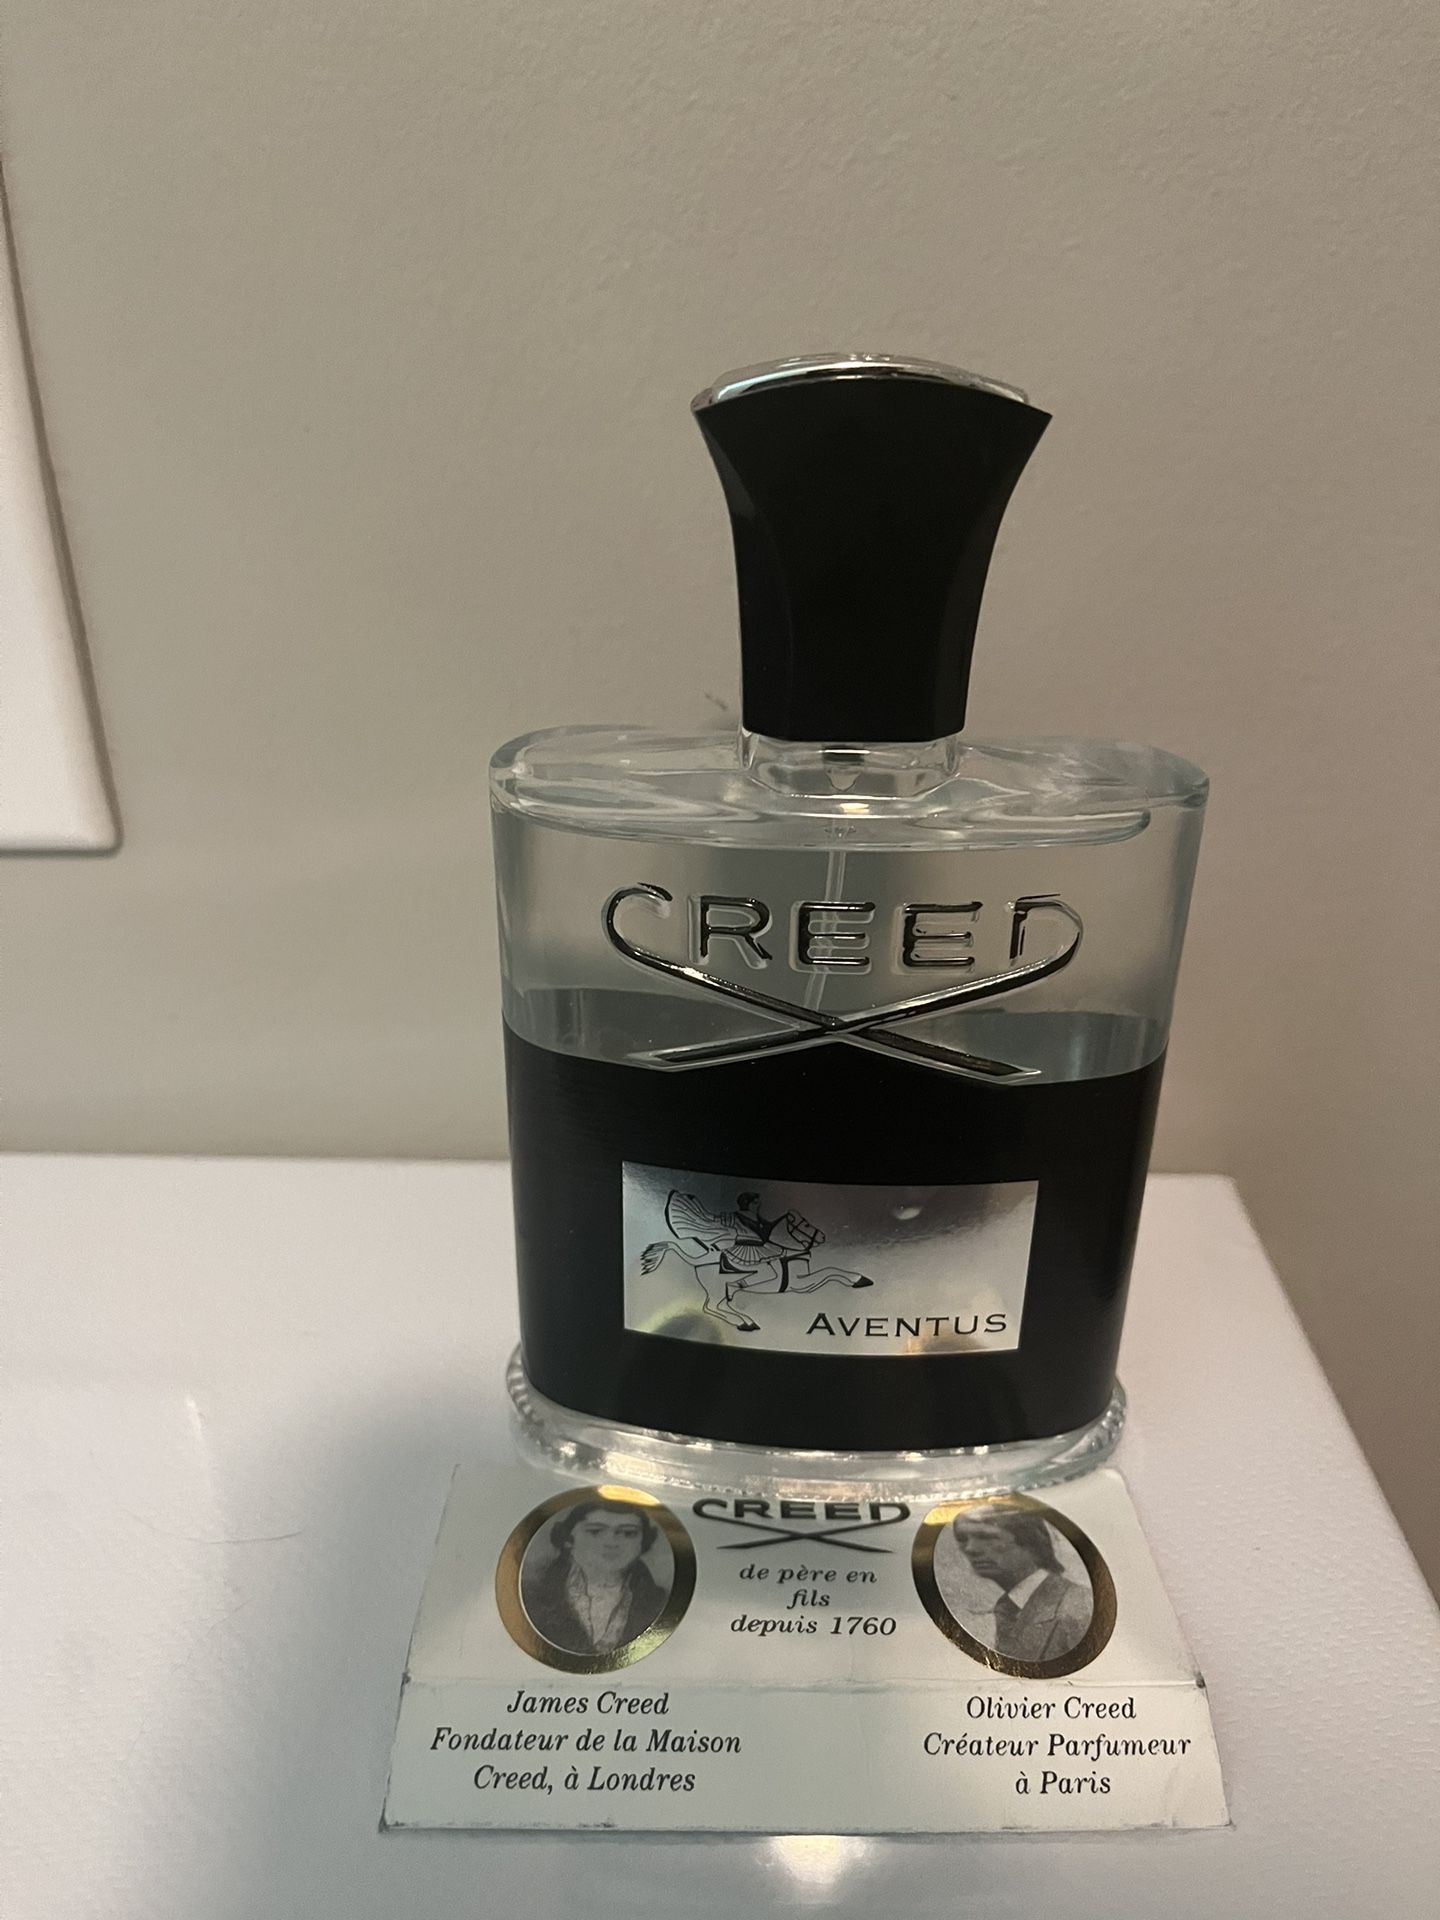 CREED
AVENTUS
CREED
de père en
fils
depuis 1760
James Creed
Fondateur de la Maison
Creed, à Londres
Olivier Creed
Créateur Parfumeur
à Paris